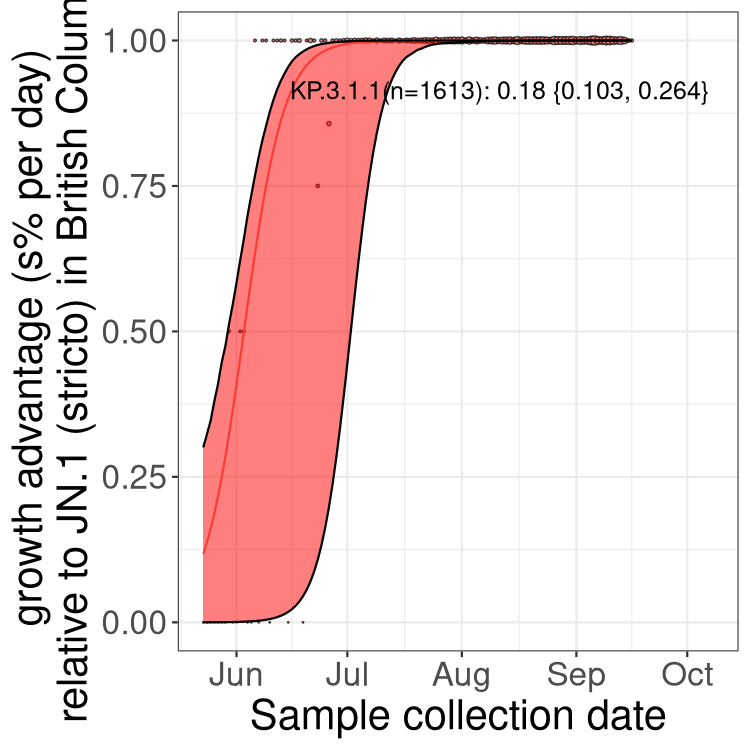 growth advantage (s% per day)
relative to JN.1 (stricto) in British Colum
1.00
0.75
0.50
0.25
0.00
KP.3.1.1(n=1613): 0.18 {0.103, 0.264}
Jun Jul Aug Sep Oct
Sample collection date